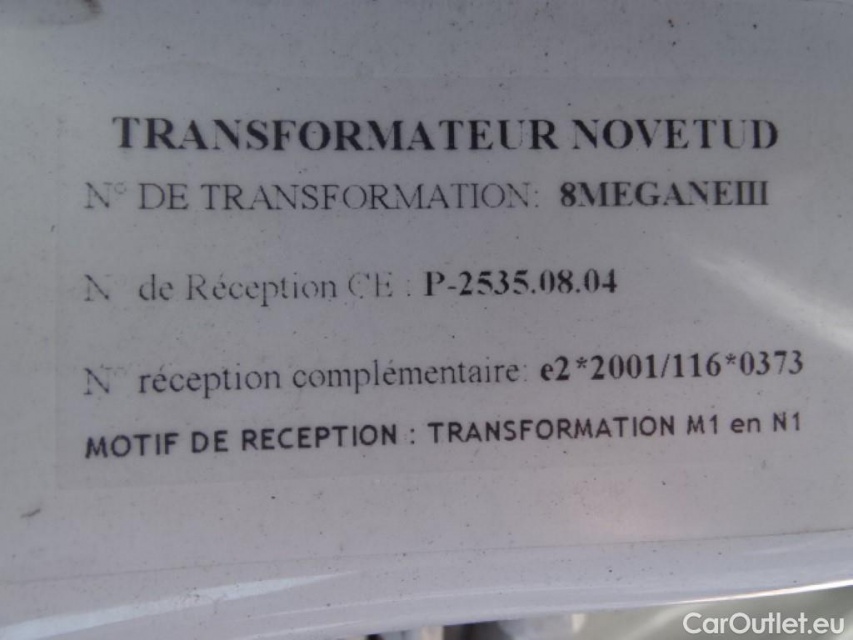 TRANSFORMATEUR NOVETUD
N° DE TRANSFORMATION: 8MEGANEIII
N° de Réception CE : P-2535.08.04
N° réception complémentaire: e2*2001/116*0373
MOTIF DE RECEPTION : TRANSFORMATION M1 en N1
CarOutlet.eu